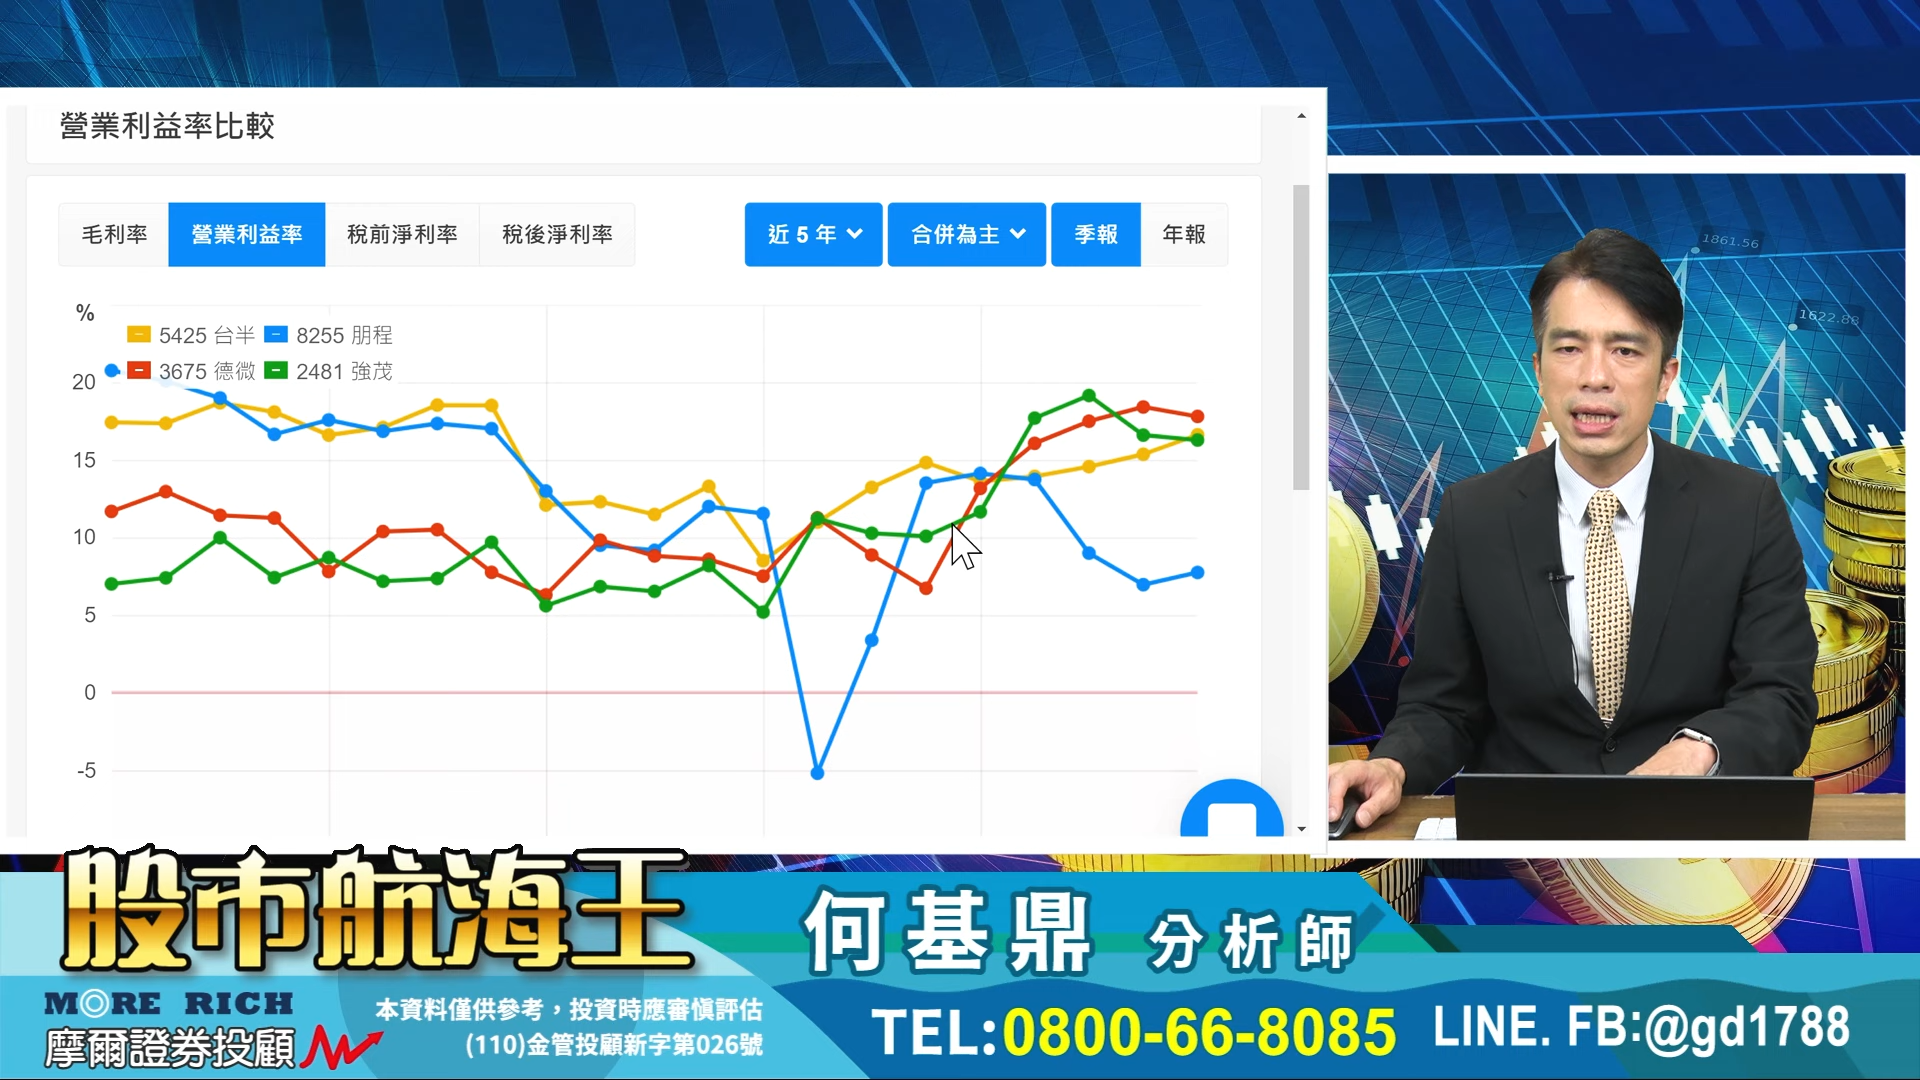 營業利益率比較
毛利率 營業利益率 稅前淨利率 稅後淨利率 近 5 年 合併為主 季報 年報
%
5425 台半 8255 朋程
3675 德微 2481 強茂
20
15
10
5
0
-5
1861.56
1622.88
股市航海王
何基鼎 分析師
MORE RICH
摩爾證券投顧
本資料僅供參考，投資時應審慎評估
(110)金管投顧新字第026號
TEL:0800-66-8085
LINE. FB:@gd1788